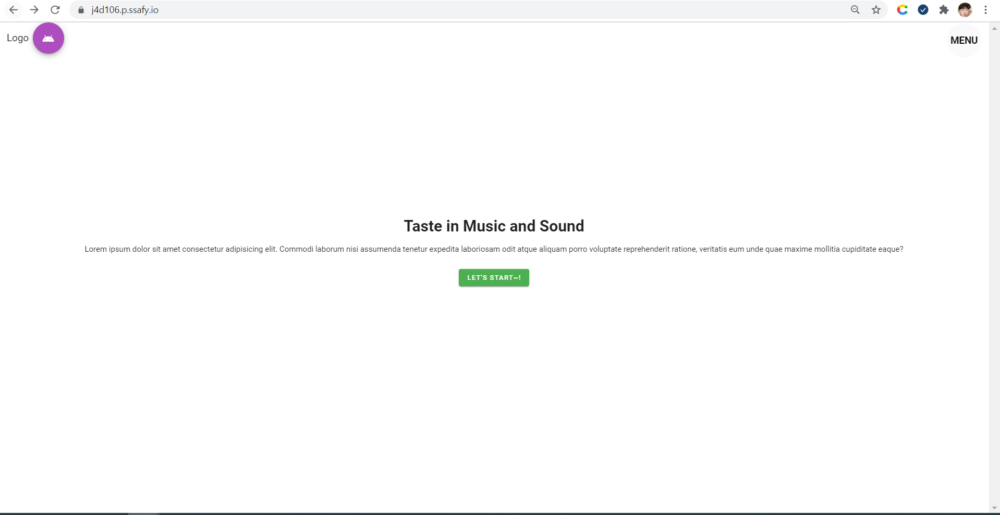 j4d106.p.ssafy.io
Logo
MENU
Taste in Music and Sound
Lorem ipsum dolor sit amet consectetur adipisicing elit. Commodi laborum nisi assumenda tenetur expedita laboriosam odit atque aliquam porro voluptate reprehenderit ratione, veritatis eum unde quae maxime mollitia cupiditate eaque?
LET'S START~!